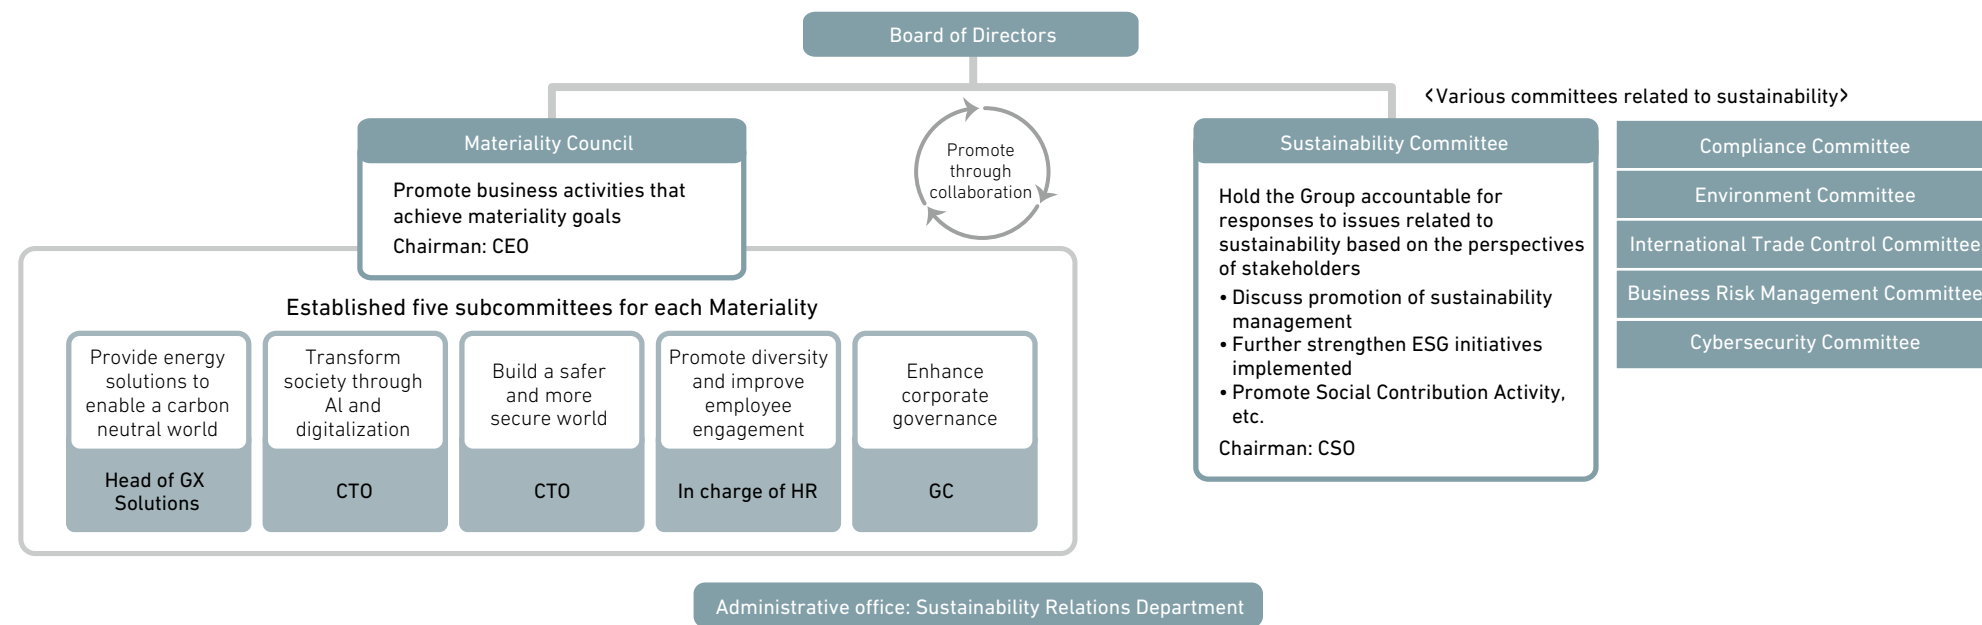 Board of Directors
<Various committees related to sustainability>
Materiality Council
Promote business activities that
achieve materiality goals
Chairman: CEO
Promote
through
collaboration
Sustainability Committee
Hold the Group accountable for
responses to issues related to
sustainability based on the perspectives
of stakeholders
• Discuss promotion of sustainability
management
• Further strengthen ESG initiatives
implemented
• Promote Social Contribution Activity,
etc.
Chairman: CSO
Compliance Committee
Environment Committee
International Trade Control Committee
Business Risk Management Committee
Cybersecurity Committee
Established five subcommittees for each Materiality
Provide energy
solutions to
enable a carbon
neutral world
Head of GX
Solutions
Transform
society through
AI and
digitalization
CTO
Build a safer
and more
secure world
CTO
Promote diversity
and improve
employee
engagement
In charge of HR
Enhance
corporate
governance
GC
Administrative office: Sustainability Relations Department